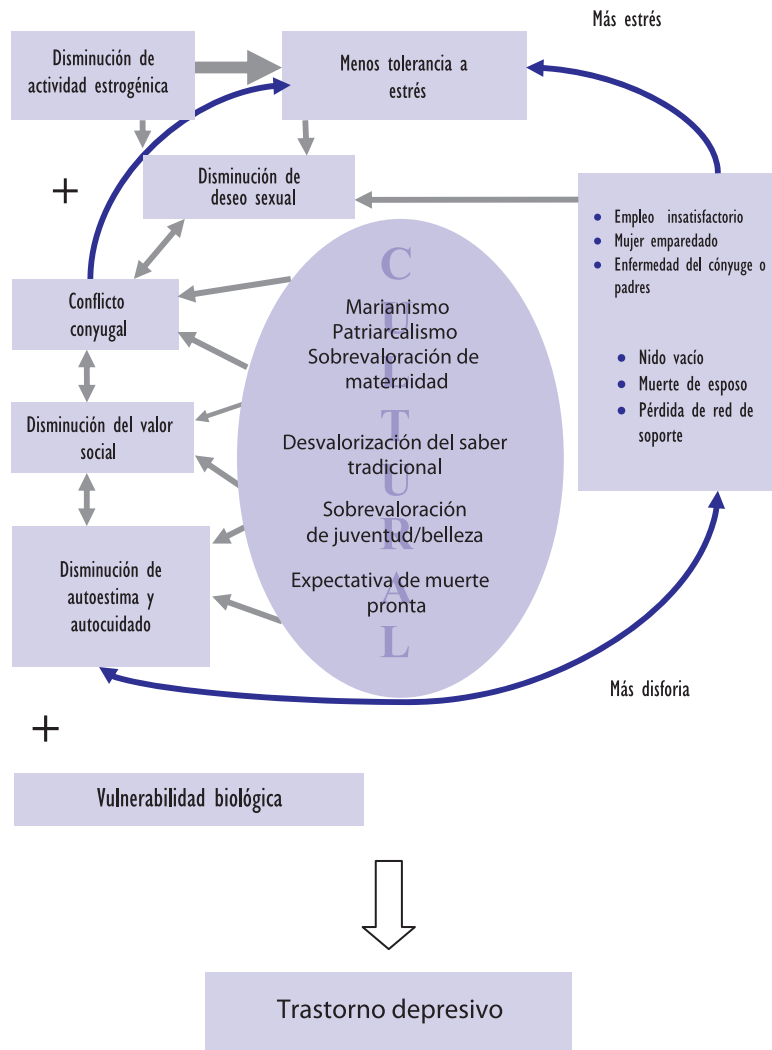 Más estrés
Disminución de
actividad estrogénica
Menos tolerancia a
estrés
Disminución de
deseo sexual
+
Empleo insatisfactorio
Mujer emparedado
Enfermedad del cónyuge o
padres
Nido vacío
Muerte de esposo
Pérdida de red de
soporte
Conflicto
conyugal
Disminución del valor
social
Disminución de
autoestima y
autocuidado
CULTURAL
Marianismo
Patriarcalismo
Sobrevaloración de
maternidad
Desvalorización del saber
tradicional
Sobrevaloración
de juventud/belleza
Expectativa de muerte
pronta
Más disforia
+
Vulnerabilidad biológica
Trastorno depresivo